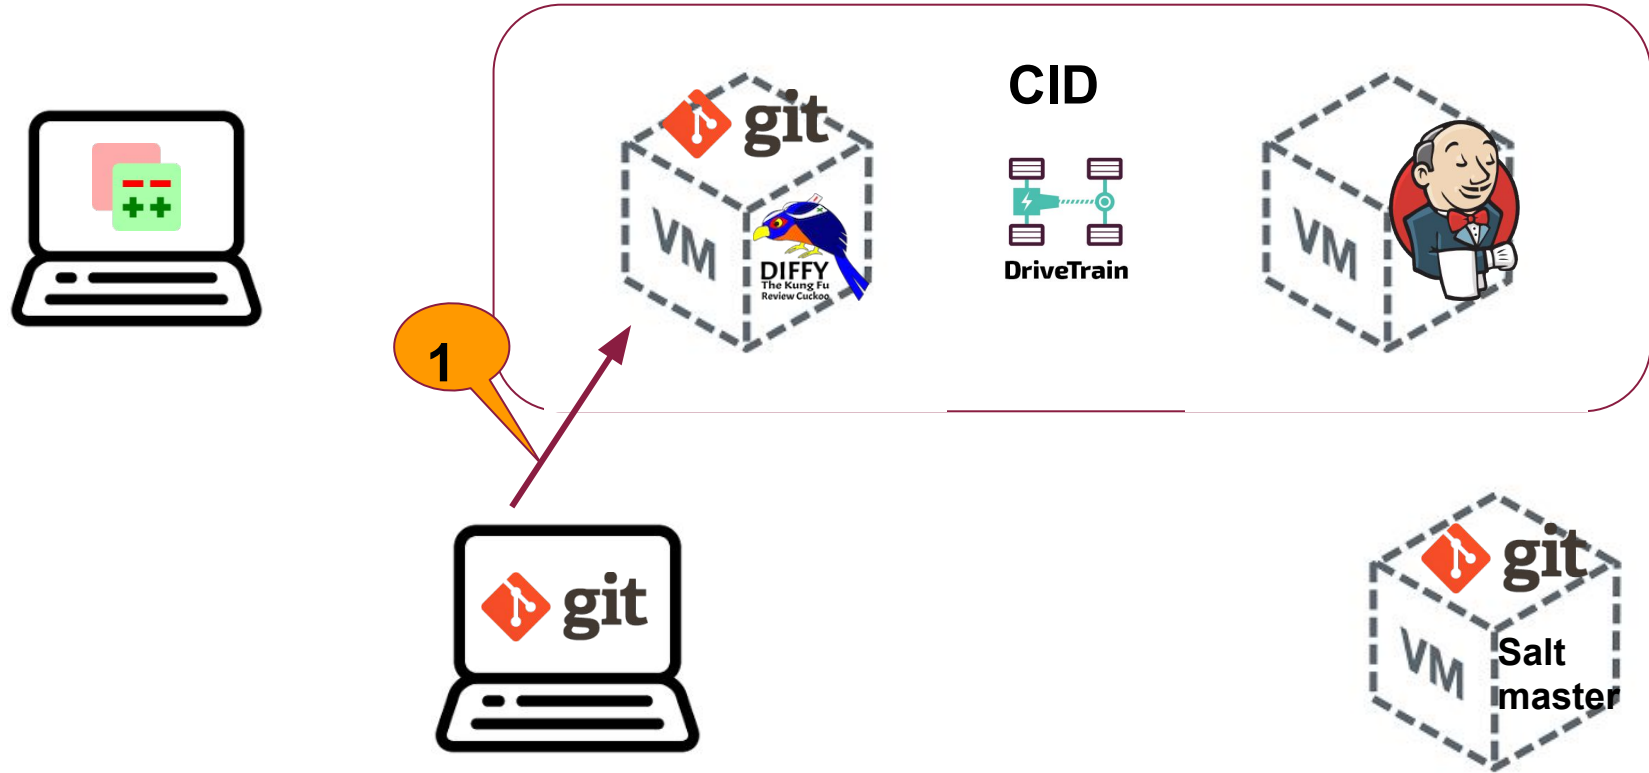 CID
git
VM
DIFFY
The Kung Fu
Review Cuckoo
DriveTrain
VM
1
git
git
VM
Salt
master